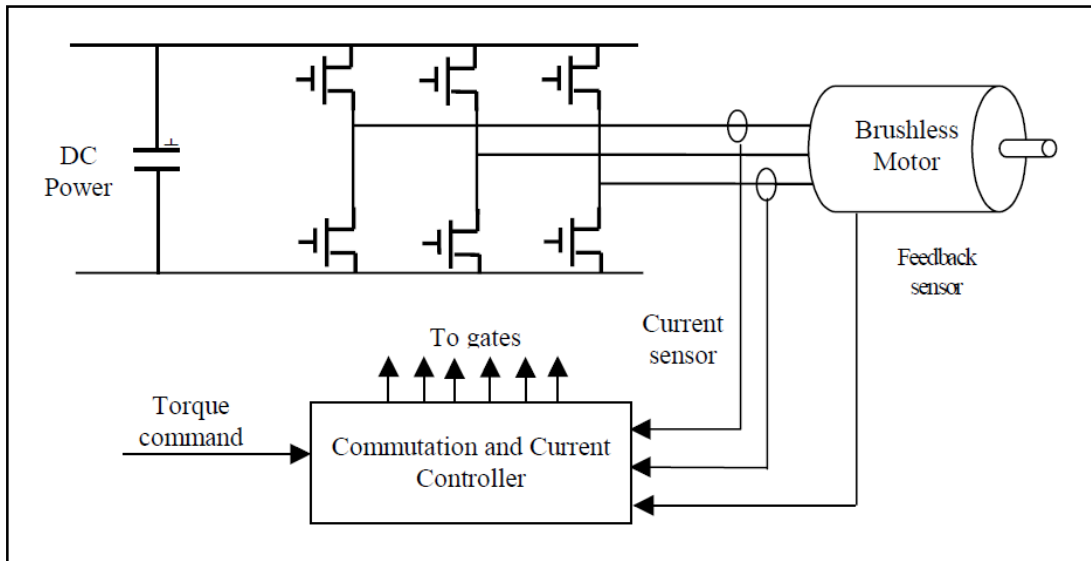 DC
Power
Brushless
Motor
Feedback
sensor
Current
sensor
To gates
Torque
command
Commutation and Current
Controller